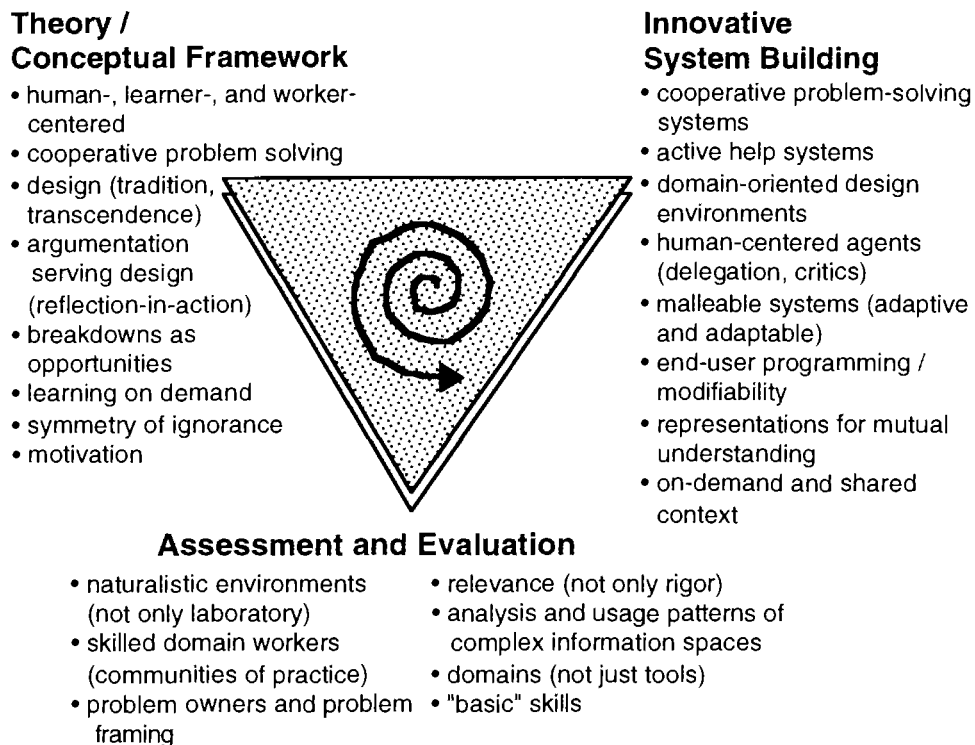 Theory /
Conceptual Framework
• human-, learner-, and worker-
centered
• cooperative problem solving
• design (tradition,
transcendence)
• argumentation
serving design
(reflection-in-action)
• breakdowns as
opportunities
• learning on demand
• symmetry of ignorance
• motivation
Innovative
System Building
• cooperative problem-solving
systems
• active help systems
• domain-oriented design
environments
• human-centered agents
(delegation, critics)
• malleable systems (adaptive
and adaptable)
• end-user programming /
modifiability
• representations for mutual
understanding
• on-demand and shared
context
Assessment and Evaluation
• naturalistic environments
(not only laboratory)
• skilled domain workers
(communities of practice)
• problem owners and problem
framing
• relevance (not only rigor)
• analysis and usage patterns of
complex information spaces
• domains (not just tools)
• "basic" skills